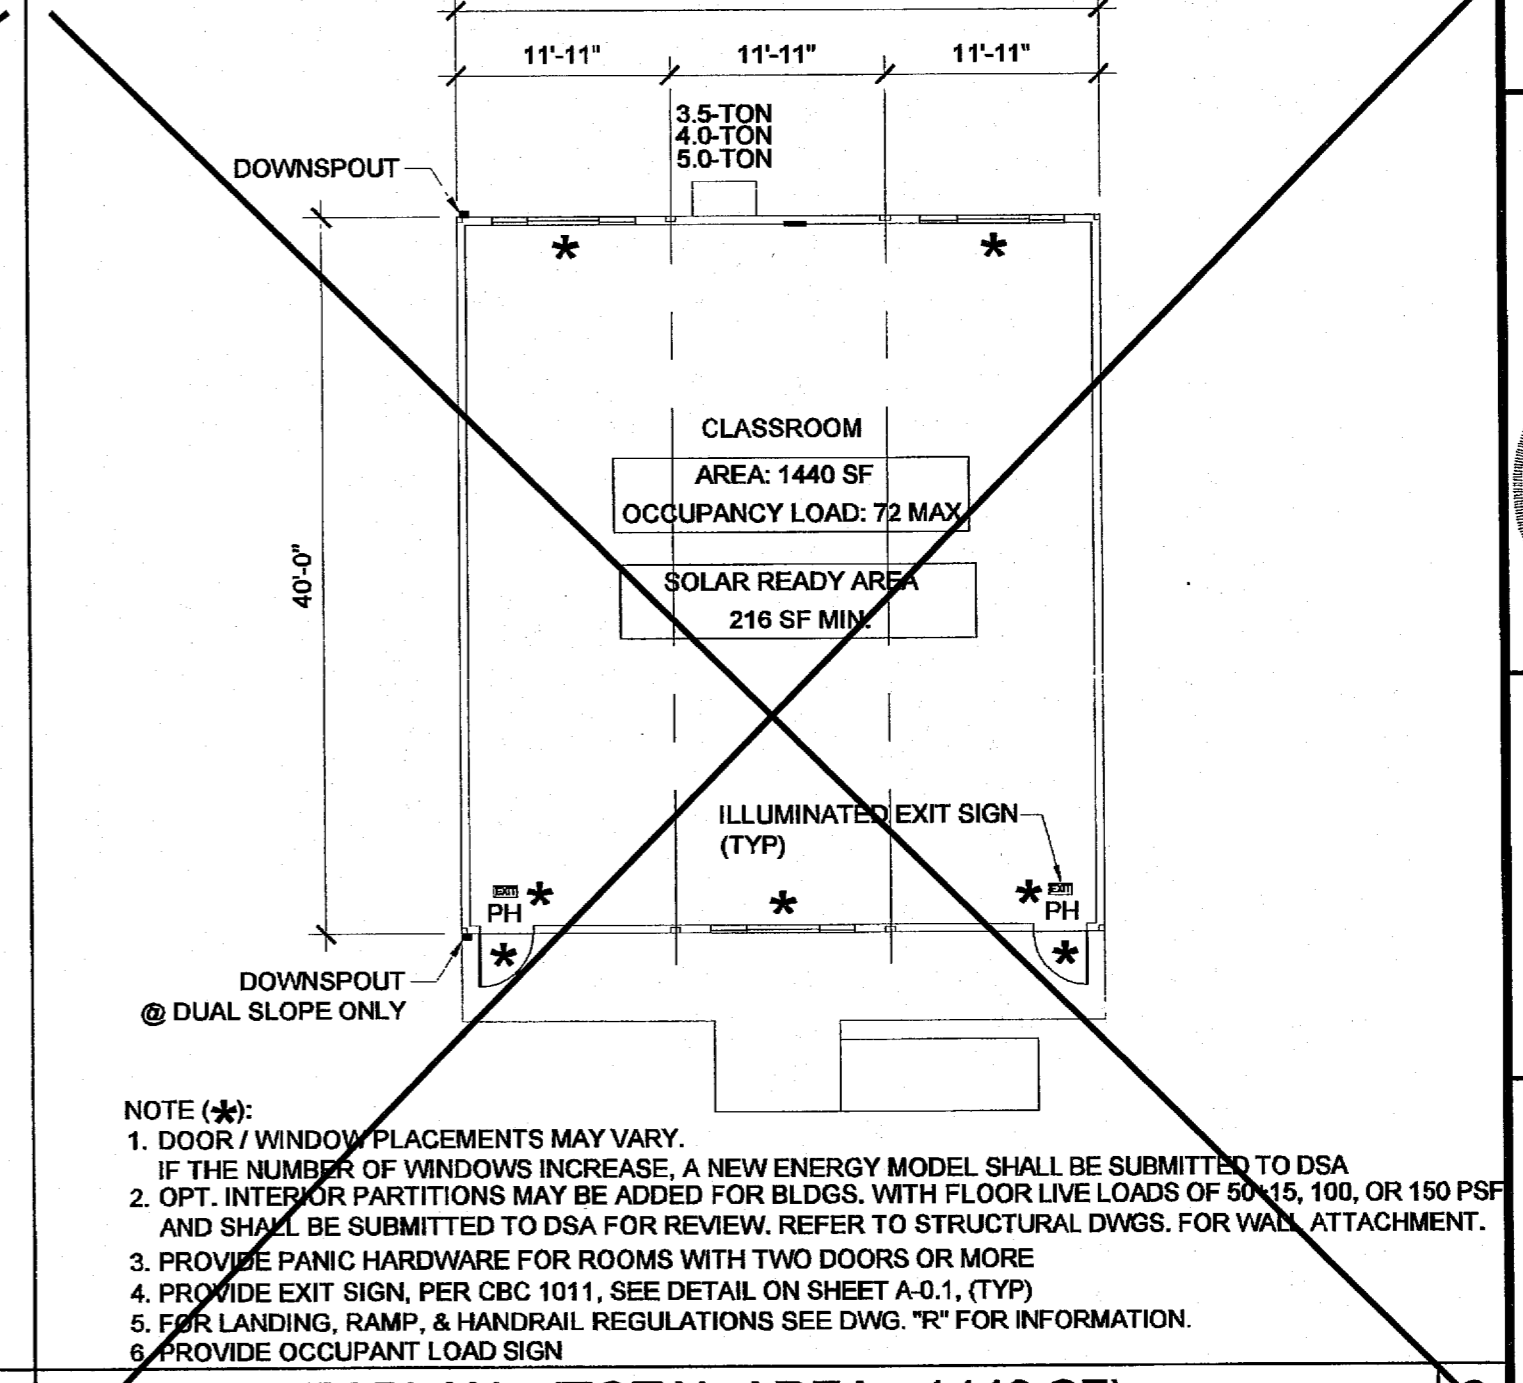 11'-11" 11'-11" 11'-11"
3.5-TON
4.0-TON
5.0-TON
DOWNSPOUT
*
*
CLASSROOM
AREA: 1440 SF
OCCUPANCY LOAD: 72 MAX
40'-0"
SOLAR READY AREA
216 SF MIN.
ILLUMINATED EXIT SIGN
(TYP)
EXIT * * * EXIT
PH PH
* *
DOWNSPOUT
@ DUAL SLOPE ONLY
NOTE (*):
1. DOOR / WINDOW PLACEMENTS MAY VARY.
IF THE NUMBER OF WINDOWS INCREASE, A NEW ENERGY MODEL SHALL BE SUBMITTED TO DSA
2. OPT. INTERIOR PARTITIONS MAY BE ADDED FOR BLDGS. WITH FLOOR LIVE LOADS OF 50+15, 100, OR 150 PSF
AND SHALL BE SUBMITTED TO DSA FOR REVIEW. REFER TO STRUCTURAL DWGS. FOR WALL ATTACHMENT.
3. PROVIDE PANIC HARDWARE FOR ROOMS WITH TWO DOORS OR MORE
4. PROVIDE EXIT SIGN, PER CBC 1011, SEE DETAIL ON SHEET A-0.1, (TYP)
5. FOR LANDING, RAMP, & HANDRAIL REGULATIONS SEE DWG. "R" FOR INFORMATION.
6. PROVIDE OCCUPANT LOAD SIGN